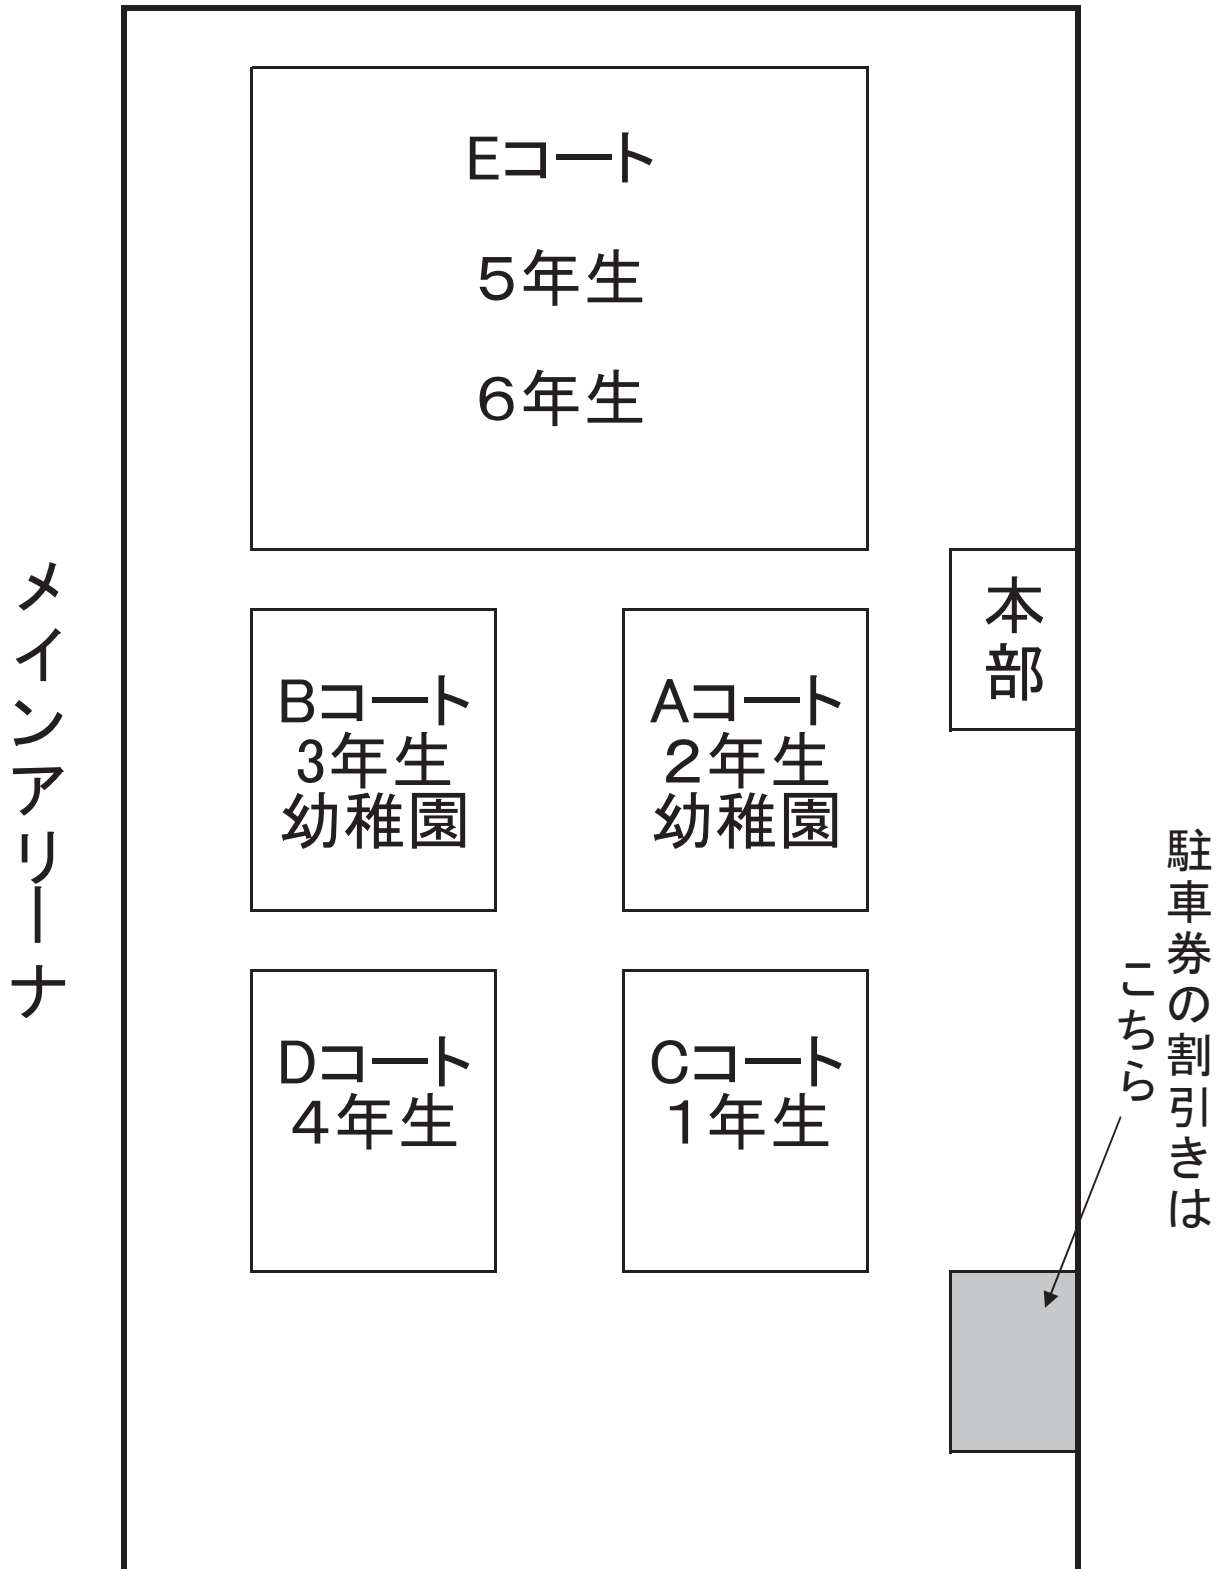 Eコート
5年生
6年生
本部
Bコート
3年生
幼稚園
Aコート
2年生
幼稚園
Dコート
4年生
Cコート
1年生
メインアリーナ
駐車券の割引きは
こちら